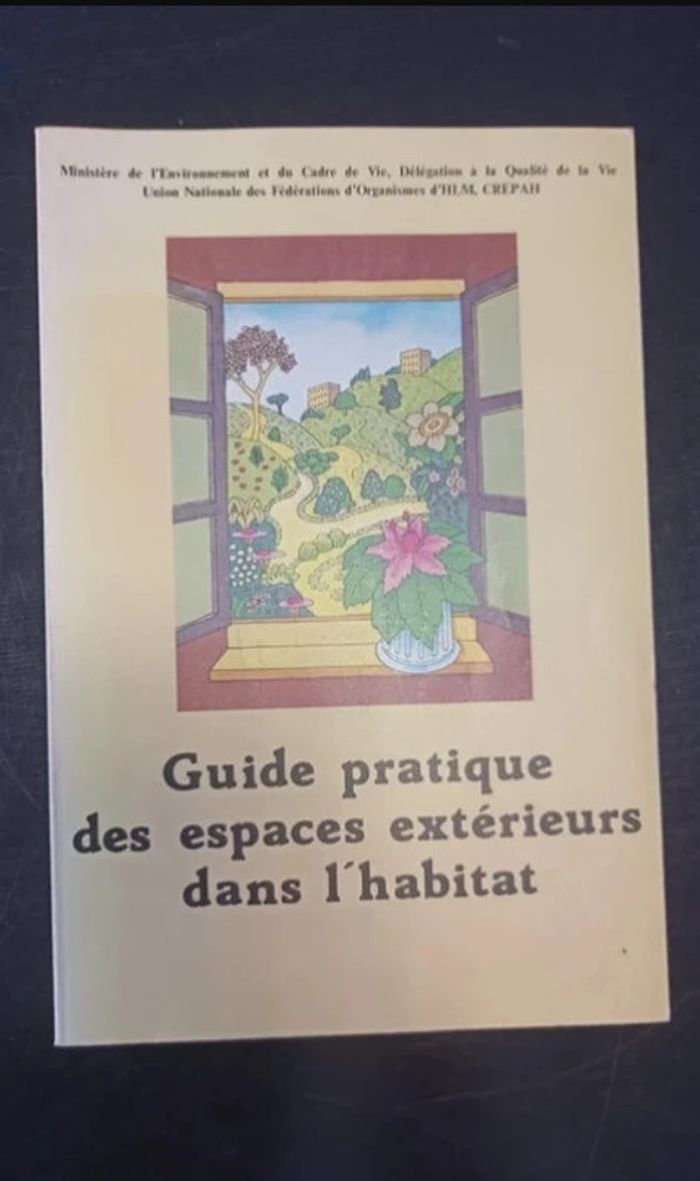 Ministère de l'Environnement et du Cadre de Vie, Délégation à la Qualité de la Vie
Union Nationale des Fédérations d'Organismes d'HLM, CREPAH
Guide pratique
des espaces extérieurs
dans l´habitat